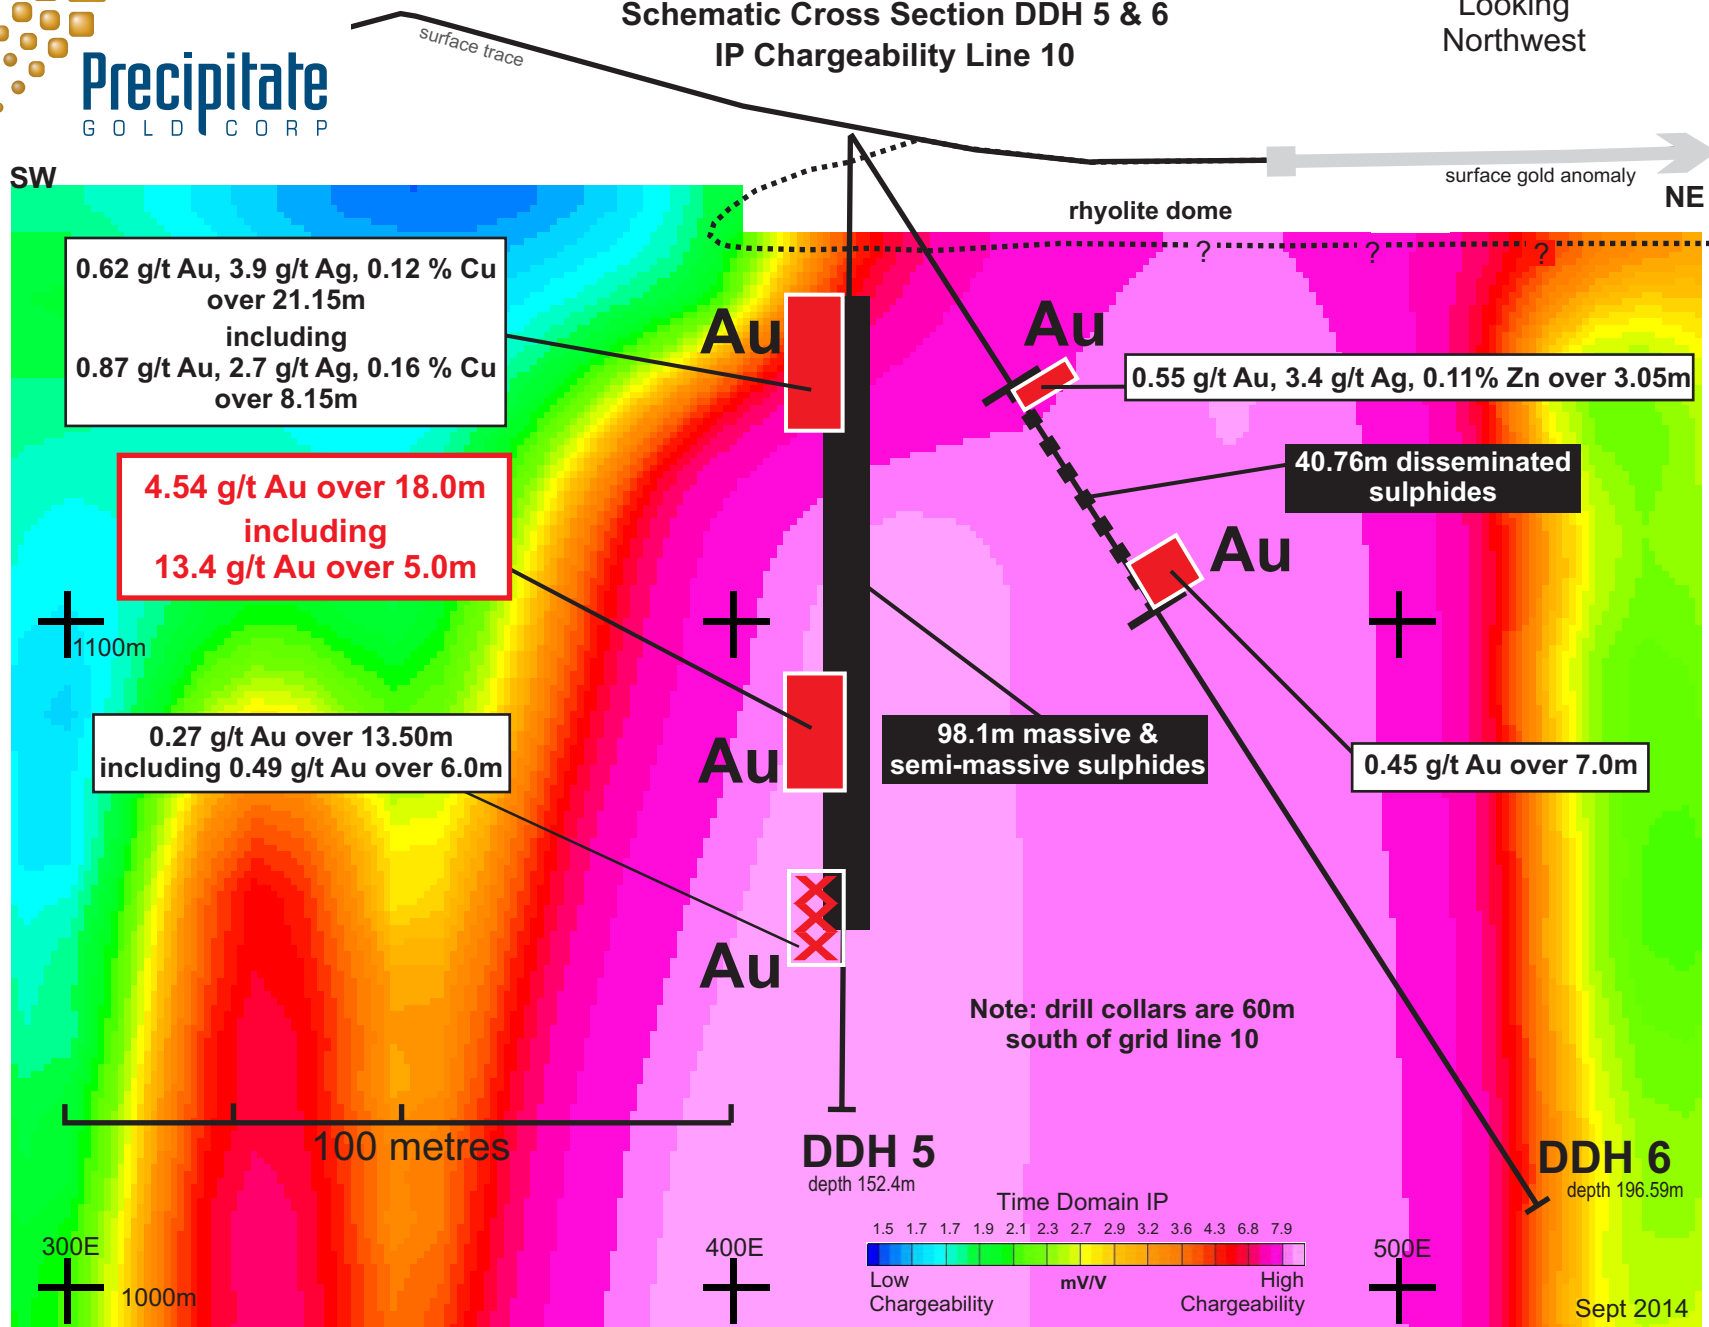 Schematic Cross Section DDH 5 & 6
IP Chargeability Line 10
Looking
Northwest
surface trace
Precipitate
GOLD CORP
SW
surface gold anomaly
NE
rhyolite dome
? ? ?
0.62 g/t Au, 3.9 g/t Ag, 0.12 % Cu
over 21.15m
including
0.87 g/t Au, 2.7 g/t Ag, 0.16 % Cu
over 8.15m
Au
Au
0.55 g/t Au, 3.4 g/t Ag, 0.11% Zn over 3.05m
40.76m disseminated
sulphides
4.54 g/t Au over 18.0m
including
13.4 g/t Au over 5.0m
Au
1100m
0.27 g/t Au over 13.50m
including 0.49 g/t Au over 6.0m
Au
98.1m massive &
semi-massive sulphides
0.45 g/t Au over 7.0m
Au
Note: drill collars are 60m
south of grid line 10
100 metres
DDH 5
depth 152.4m
DDH 6
depth 196.59m
Time Domain IP
1.5 1.7 1.7 1.9 2.1 2.3 2.7 2.9 3.2 3.6 4.3 6.8 7.9
Low
Chargeability
mV/V
High
Chargeability
300E
400E
500E
1000m
Sept 2014